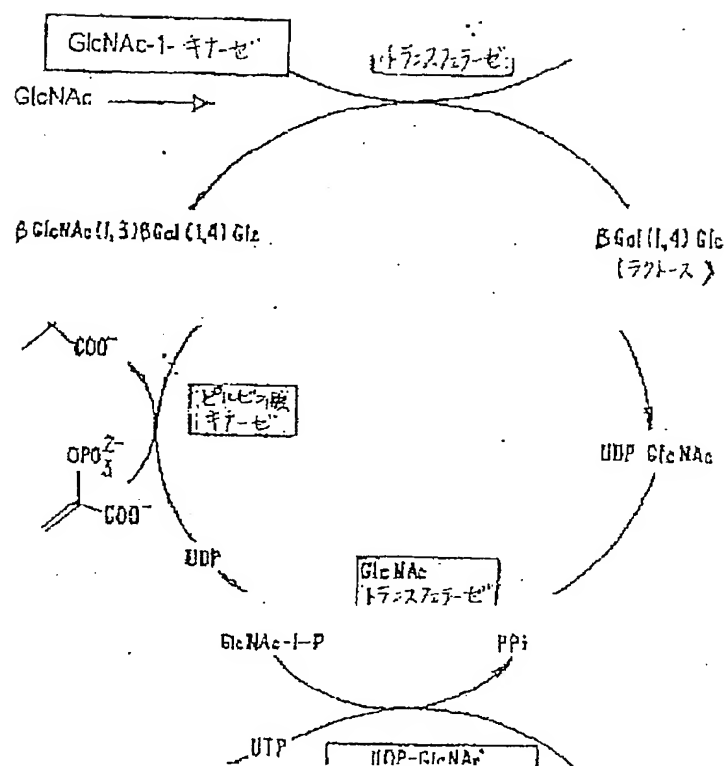 GlcNAc-1-キナーゼ
トランスフェラーゼ
GlcNAc
βGlcNAc(1,3)βGal(1,4)Glc
βGal(1,4)Glc
(ラクトース)
COO⁻
ピルビン酸
キナーゼ
OPO₃²⁻
COO⁻
UDP GlcNAc
UDP
GlcNAc
トランスフェラーゼ
GlcNAc-1-P
PPi
UTP
UDP-GlcNAc